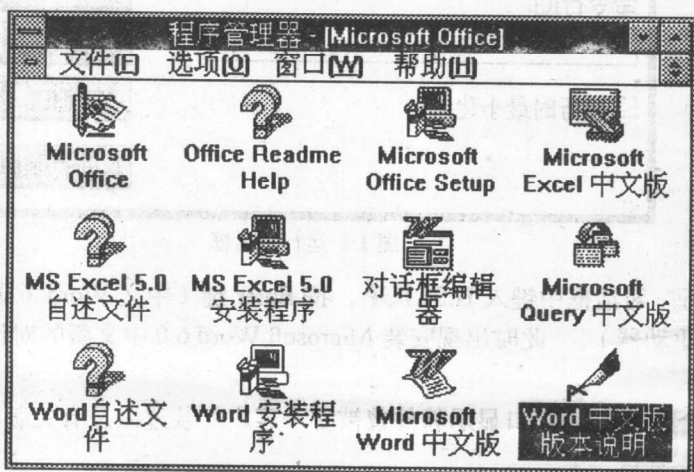 程序管理器 - [Microsoft Office]
文件(F) 选项(O) 窗口(W) 帮助(H)
Microsoft Office
Office Readme Help
Microsoft Office Setup
Microsoft Excel 中文版
MS Excel 5.0 自述文件
MS Excel 5.0 安装程序
对话框编辑器
Microsoft Query 中文版
Word自述文件
Word 安装程序
Microsoft Word 中文版
Word 中文版 版本说明